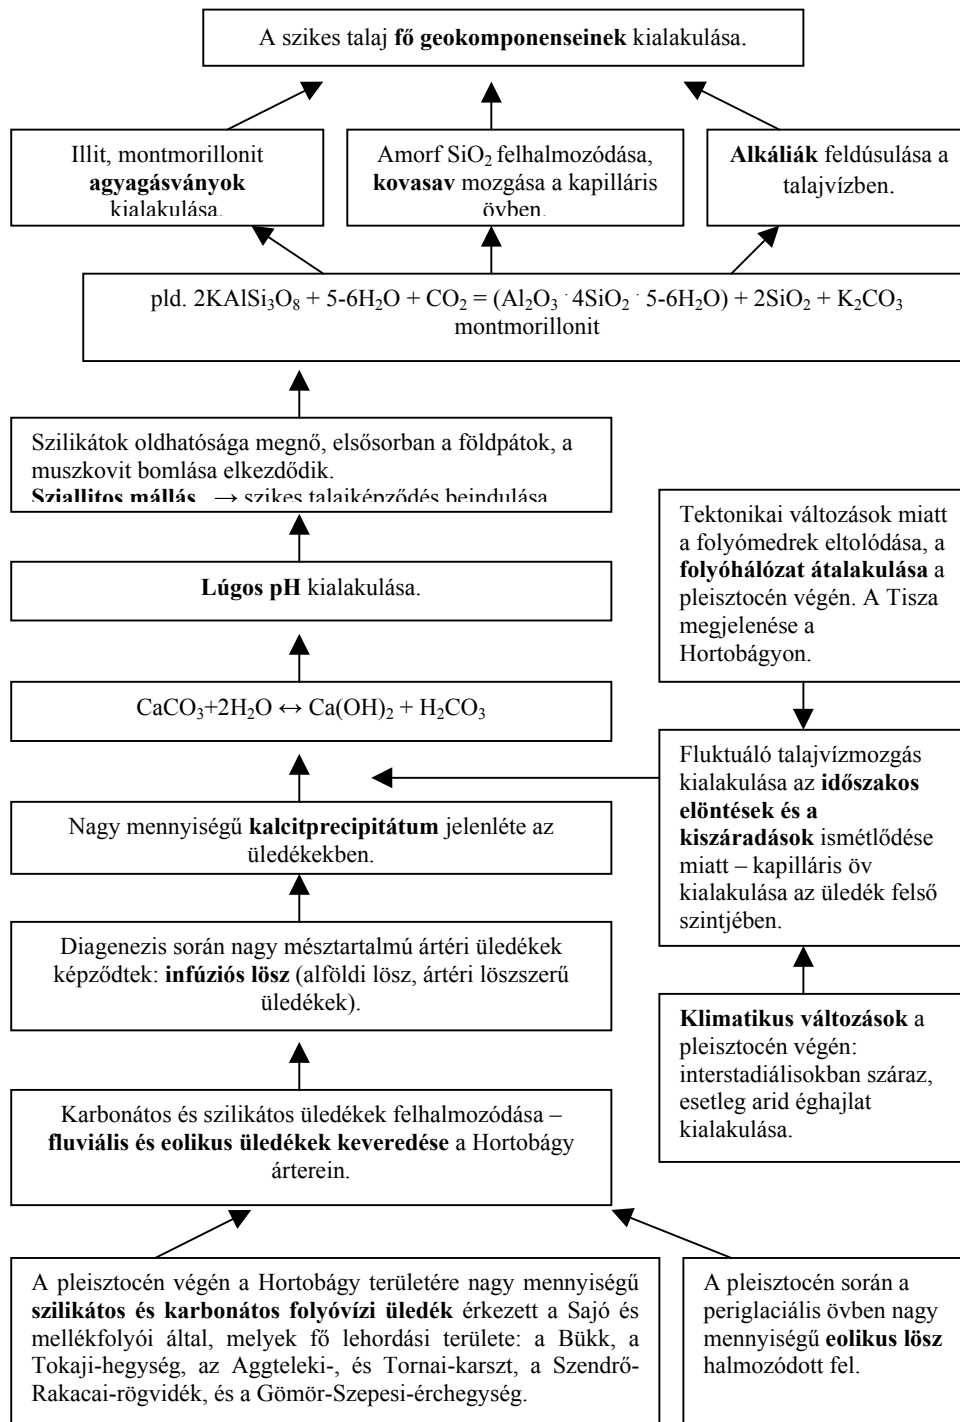 A szikes talaj fő geokomponenseinek kialakulása.
Illit, montmorillonit
agyagásványok
kialakulása.
Amorf SiO₂ felhalmozódása,
kovasav mozgása a kapilláris
övben.
Alkáliák feldúsulása a
talajvízben.
pld. 2KAlSi₃O₈ + 5-6H₂O + CO₂ = (Al₂O₃ · 4SiO₂ · 5-6H₂O) + 2SiO₂ + K₂CO₃
montmorillonit
Szilikátok oldhatósága megnő, elsősorban a földpátok, a
muszkovit bomlása elkezdődik.
Sziallitos mállás → szikes talajképződés beindulása
Lúgos pH kialakulása.
CaCO₃+2H₂O ↔ Ca(OH)₂ + H₂CO₃
Nagy mennyiségű kalcitprecipitátum jelenléte az
üledékekben.
Diagenezis során nagy mésztartalmú ártéri üledékek
képződtek: infúziós lösz (alföldi lösz, ártéri löszszerű
üledékek).
Karbonátos és szilikátos üledékek felhalmozódása –
fluviális és eolikus üledékek keveredése a Hortobágy
árterein.
A pleisztocén végén a Hortobágy területére nagy mennyiségű
szilikátos és karbonátos folyóvízi üledék érkezett a Sajó és
mellékfolyói által, melyek fő lehordási területe: a Bükk, a
Tokaji-hegység, az Aggteleki-, és Tornai-karszt, a Szendrő-
Rakacai-rögvidék, és a Gömör-Szepesi-érchegység.
Tektonikai változások miatt
a folyómedrek eltolódása, a
folyóhálózat átalakulása a
pleisztocén végén. A Tisza
megjelenése a
Hortobágyon.
Fluktuáló talajvízmozgás
kialakulása az időszakos
elöntések és a
kiszáradások ismétlődése
miatt – kapilláris öv
kialakulása az üledék felső
szintjében.
Klimatikus változások a
pleisztocén végén:
interstadiálisokban száraz,
esetleg arid éghajlat
kialakulása.
A pleisztocén során a
periglaciális övben nagy
mennyiségű eolikus lösz
halmozódott fel.